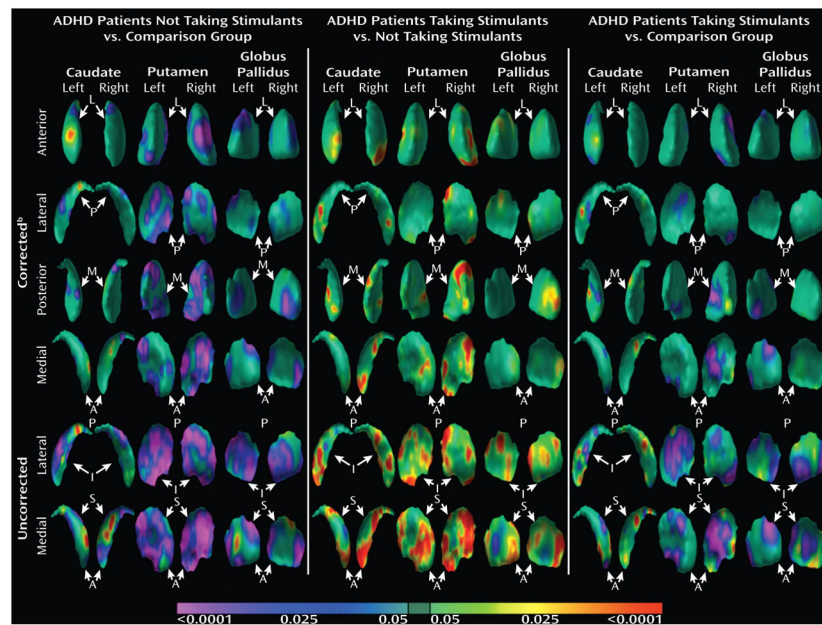 ADHD Patients Not Taking Stimulants
vs. Comparison Group
ADHD Patients Taking Stimulants
vs. Not Taking Stimulants
ADHD Patients Taking Stimulants
vs. Comparison Group
Caudate Putamen Globus Pallidus
Left Right Left Right Left Right
Caudate Putamen Globus Pallidus
Left Right Left Right Left Right
Caudate Putamen Globus Pallidus
Left Right Left Right Left Right
Correctedᵇ
Anterior
L L L L L L L L L
Lateral
P P P P P P P P P
Posterior
M M M M M M M M M
Medial
A A A A A A A A A
Uncorrected
P P P P P P P P P
Lateral
I I I I I I I I I
Medial
S S S S S S S S S
A A A A A A A A A
<0.0001 0.025 0.05 0.05 0.025 <0.0001